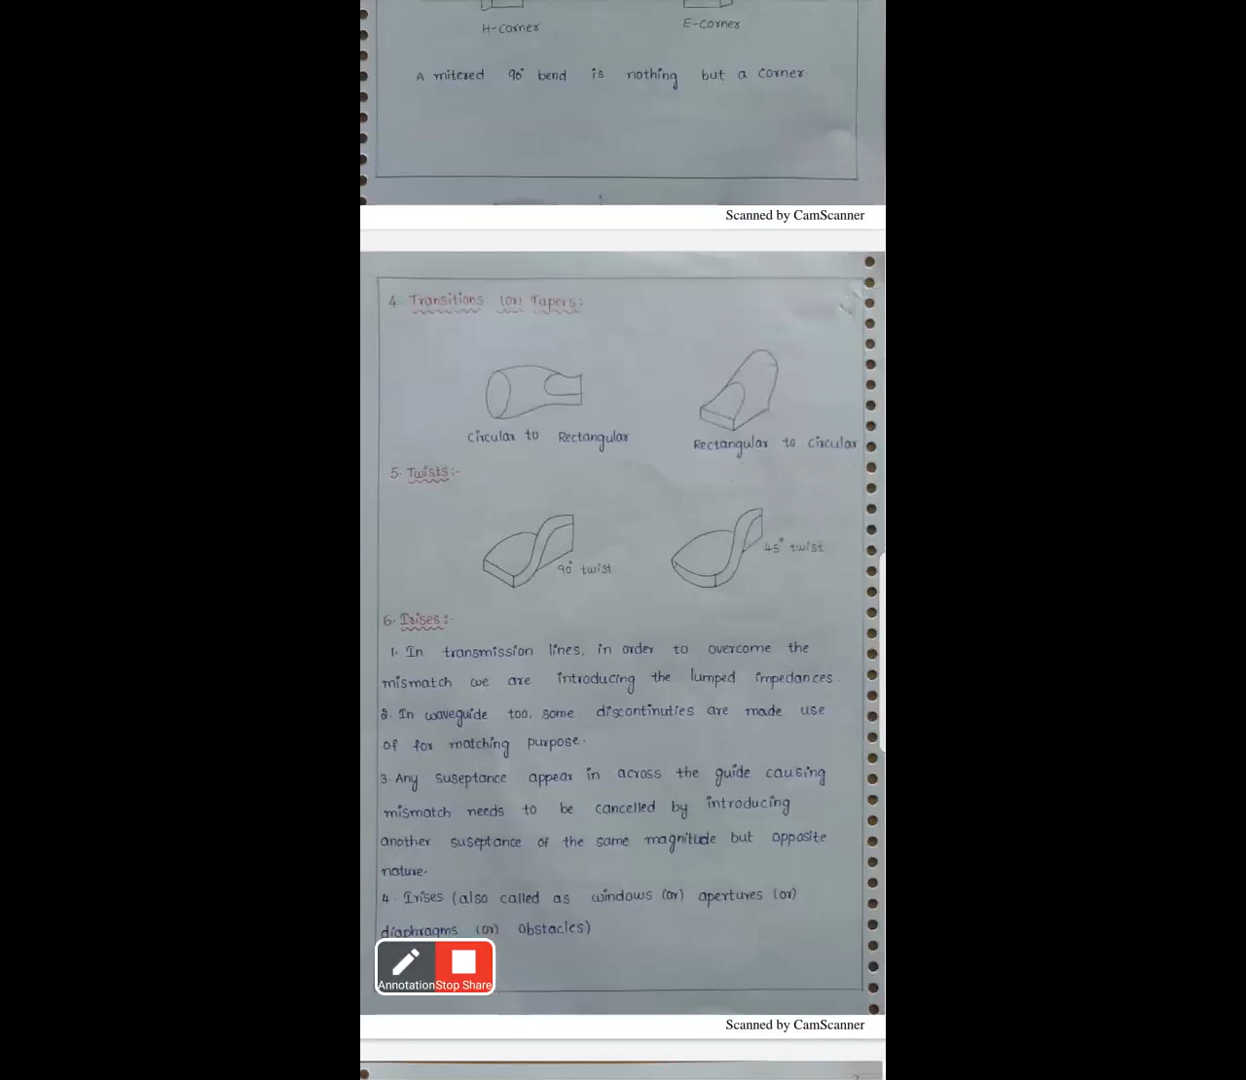 H-corner
E-corner
A mitered 90° bend is nothing but a corner.
Scanned by CamScanner
4. Transitions (or) Tapers:
Circular to Rectangular
Rectangular to circular
5. Twists:-
90° twist
45° twist
6. Irises:-
1. In transmission lines, in order to overcome the
mismatch we are introducing the lumped impedances.
2. In waveguide too, some discontinuties are made use
of for matching purpose.
3. Any suseptance appear in across the guide causing
mismatch needs to be cancelled by introducing
another suseptance of the same magnitude but opposite
nature.
4. Irises (also called as windows (or) apertures (or)
diaphragms (or) obstacles)
Annotation
Stop Share
Scanned by CamScanner